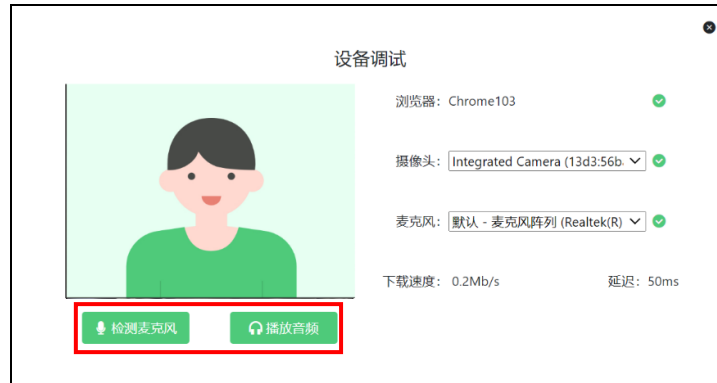 设备调试
浏览器：Chrome103
摄像头：Integrated Camera (13d3:56b.
麦克风：默认 - 麦克风阵列 (Realtek(R)
下载速度：0.2Mb/s 延迟：50ms
检测麦克风 播放音频